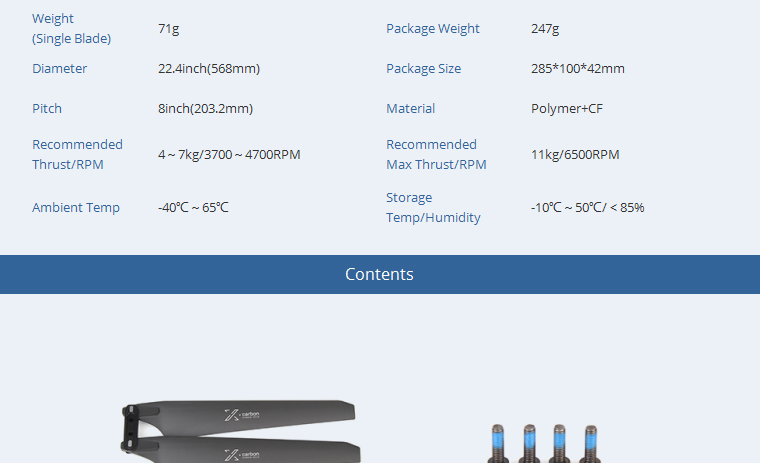 Weight
(Single Blade)
71g
Package Weight
247g
Diameter
22.4inch(568mm)
Package Size
285*100*42mm
Pitch
8inch(203.2mm)
Material
Polymer+CF
Recommended
Thrust/RPM
4～7kg/3700～4700RPM
Recommended
Max Thrust/RPM
11kg/6500RPM
Ambient Temp
-40℃～65℃
Storage
Temp/Humidity
-10℃～50℃/ < 85%
Contents
X-carbon
X-carbon